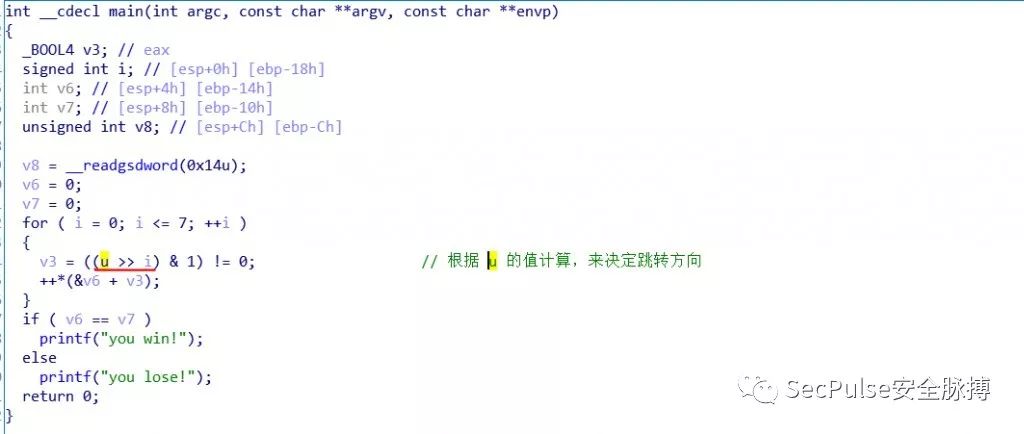 int __cdecl main(int argc, const char **argv, const char **envp)
{
_BOOL4 v3; // eax
signed int i; // [esp+0h] [ebp-18h]
int v6; // [esp+4h] [ebp-14h]
int v7; // [esp+8h] [ebp-10h]
unsigned int v8; // [esp+Ch] [ebp-Ch]
v8 = __readgsdword(0x14u);
v6 = 0;
v7 = 0;
for ( i = 0; i <= 7; ++i )
{
v3 = ((u >> i) & 1) != 0; // 根据 u 的值计算，来决定跳转方向
++*(&v6 + v3);
}
if ( v6 == v7 )
printf("you win!");
else
printf("you lose!");
return 0;
}
SecPulse安全脉搏